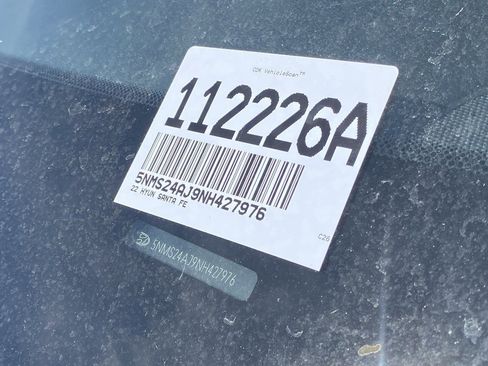 CDK VehicleScan™
112226A
5NMS24AJ9NH427976
22 HYUN SANTA FE
C26
5NMS24AJ9NH427976